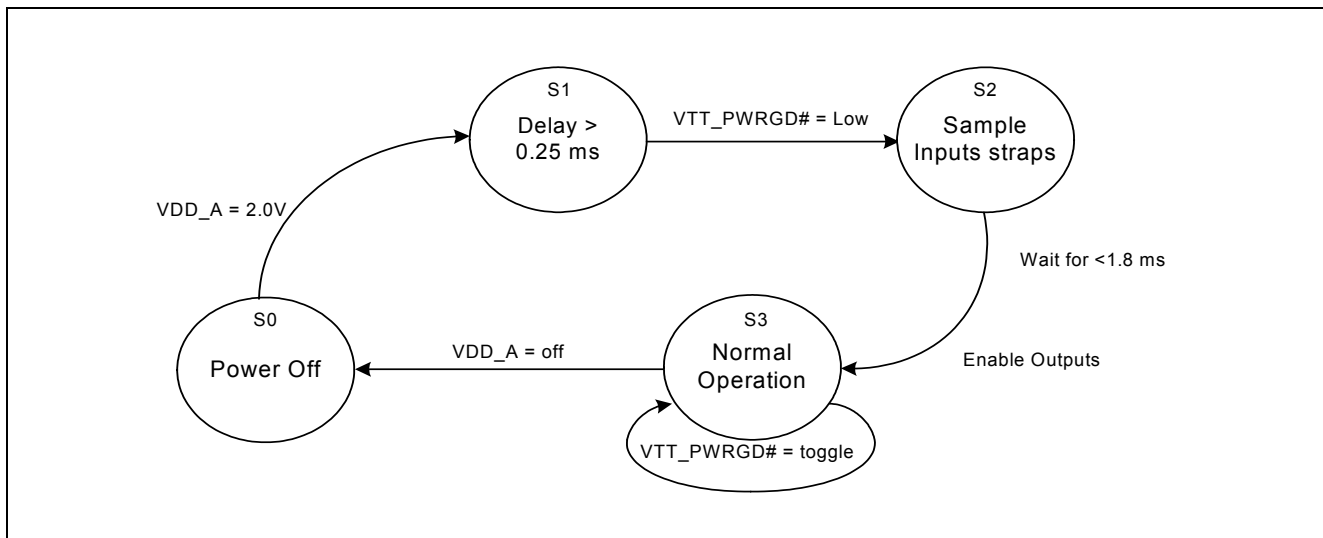 S1
Delay >
0.25 ms
VTT_PWRGD# = Low
S2
Sample
Inputs straps
VDD_A = 2.0V
Wait for <1.8 ms
S0
Power Off
VDD_A = off
S3
Normal
Operation
Enable Outputs
VTT_PWRGD# = toggle